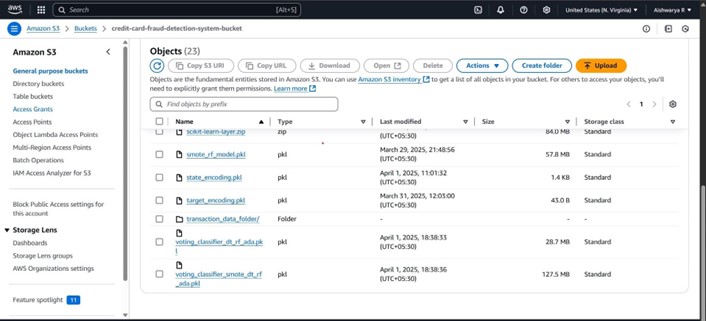 aws
Search
[Alt+S]
United States (N. Virginia)
Aishwarya R
Amazon S3
Buckets
credit-card-fraud-detection-system-bucket
Amazon S3
General purpose buckets
Directory buckets
Table buckets
Access Grants
Access Points
Object Lambda Access Points
Multi-Region Access Points
Batch Operations
IAM Access Analyzer for S3
Block Public Access settings for
this account
Storage Lens
Dashboards
Storage Lens groups
AWS Organizations settings
Feature spotlight 11
Objects (23)
Copy S3 URI
Copy URL
Download
Open
Delete
Actions
Create folder
Upload
Objects are the fundamental entities stored in Amazon S3. You can use Amazon S3 inventory to get a list of all objects in your bucket. For others to access your objects, you'll
need to explicitly grant them permissions. Learn more
Find objects by prefix
1
Name Type Last modified Size Storage class
scikit-learn-layer.zip zip (UTC+05:30) 84.0 MB Standard
smote_rf_model.pkl pkl March 29, 2025, 21:48:56 (UTC+05:30) 57.8 MB Standard
state_encoding.pkl pkl April 1, 2025, 11:01:32 (UTC+05:30) 1.4 KB Standard
target_encoding.pkl pkl March 31, 2025, 12:03:00 (UTC+05:30) 43.0 B Standard
transaction_data_folder/ Folder - - -
voting_classifier_dt_rf_ada.pk
l pkl April 1, 2025, 18:38:33 (UTC+05:30) 28.7 MB Standard
voting_classifier_smote_dt_rf
_ada.pkl pkl April 1, 2025, 18:38:36 (UTC+05:30) 127.5 MB Standard